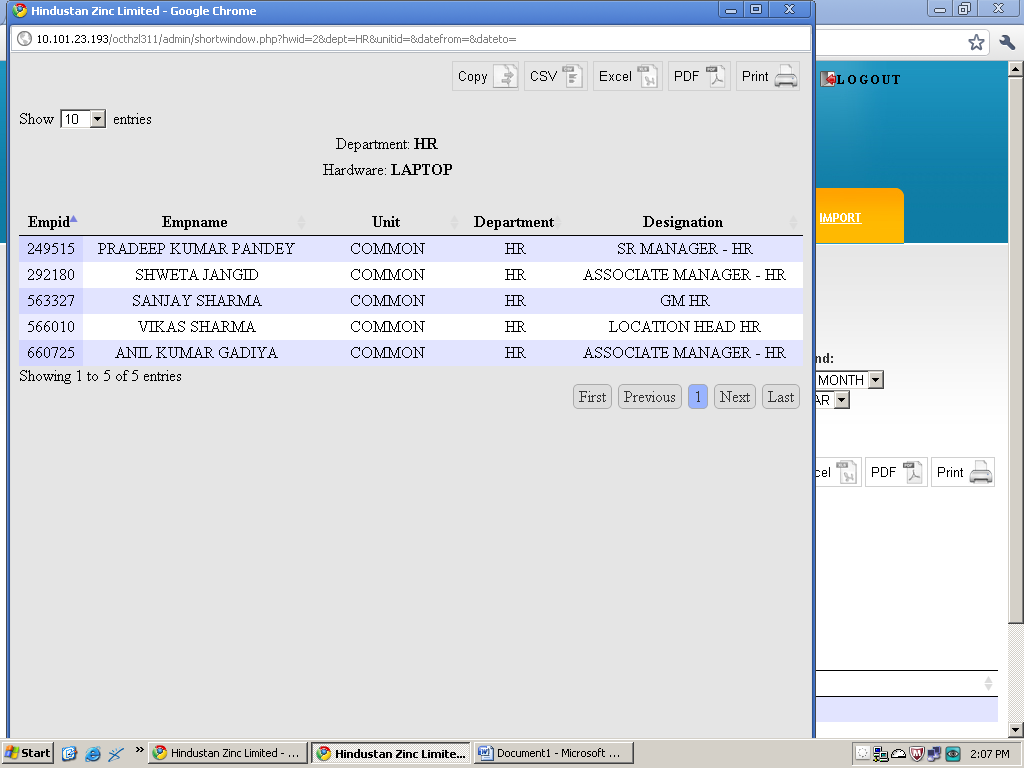 Hindustan Zinc Limited - Google Chrome
10.101.23.193/octhzl311/admin/shortwindow.php?hwid=2&dept=HR&unitid=&datefrom=&dateto=
Copy CSV Excel PDF Print
LOGOUT
Show 10 entries
Department: HR
Hardware: LAPTOP
IMPORT
Empid Empname Unit Department Designation
249515 PRADEEP KUMAR PANDEY COMMON HR SR MANAGER - HR
292180 SHWETA JANGID COMMON HR ASSOCIATE MANAGER - HR
563327 SANJAY SHARMA COMMON HR GM HR
566010 VIKAS SHARMA COMMON HR LOCATION HEAD HR
660725 ANIL KUMAR GADIYA COMMON HR ASSOCIATE MANAGER - HR
nd:
Showing 1 to 5 of 5 entries
MONTH
First Previous 1 Next Last
AR
cel PDF Print
Start » Hindustan Zinc Limited - ... Hindustan Zinc Limite... Document1 - Microsoft ... 2:07 PM